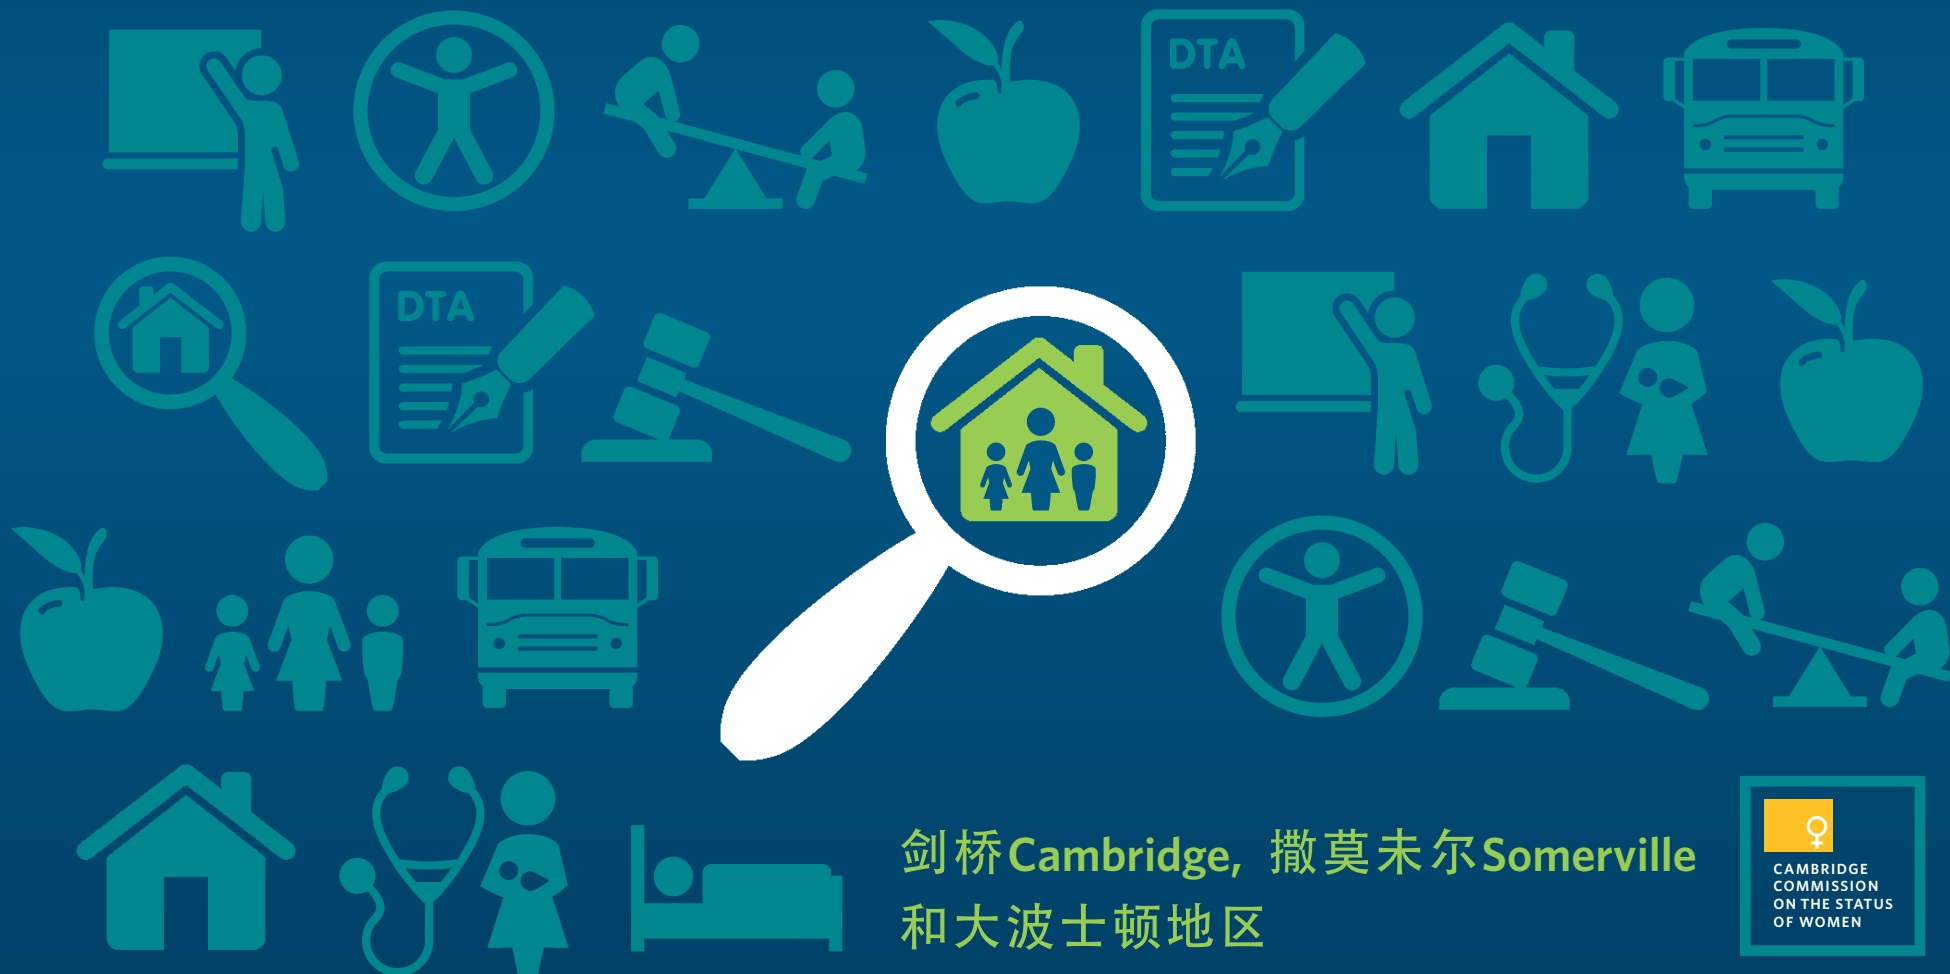 DTA
DTA
剑桥Cambridge, 撒莫未尔Somerville
和大波士顿地区
CAMBRIDGE
COMMISSION
ON THE STATUS
OF WOMEN